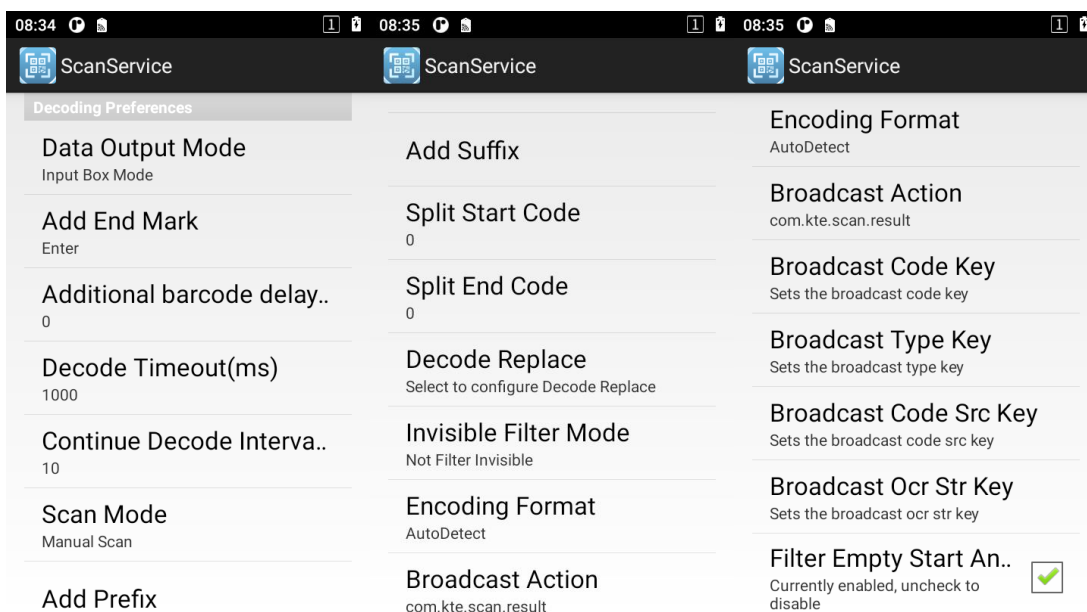 08:34
1
ScanService
Decoding Preferences
Data Output Mode
Input Box Mode
Add End Mark
Enter
Additional barcode delay..
0
Decode Timeout(ms)
1000
Continue Decode Interva..
10
Scan Mode
Manual Scan
Add Prefix
08:35
1
ScanService
Add Suffix
Split Start Code
0
Split End Code
0
Decode Replace
Select to configure Decode Replace
Invisible Filter Mode
Not Filter Invisible
Encoding Format
AutoDetect
Broadcast Action
com.kte.scan.result
08:35
1
ScanService
Encoding Format
AutoDetect
Broadcast Action
com.kte.scan.result
Broadcast Code Key
Sets the broadcast code key
Broadcast Type Key
Sets the broadcast type key
Broadcast Code Src Key
Sets the broadcast code src key
Broadcast Ocr Str Key
Sets the broadcast ocr str key
Filter Empty Start An..
Currently enabled, uncheck to
disable